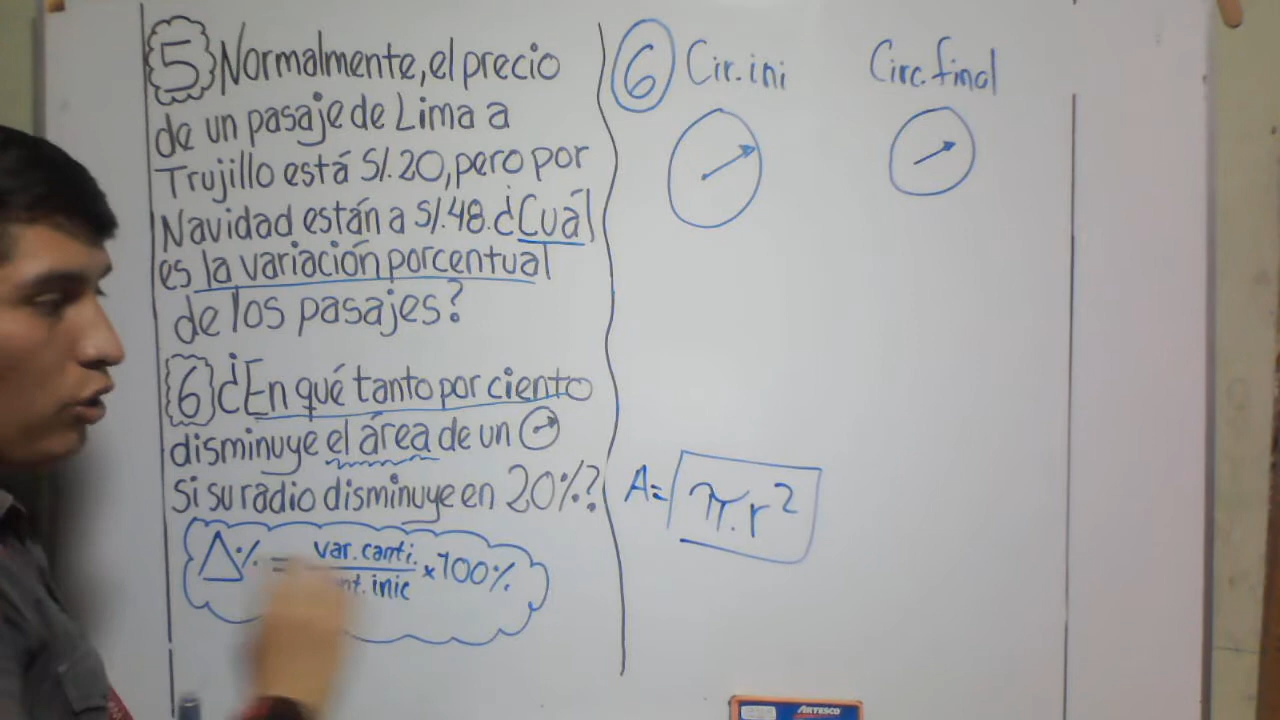 5 Normalmente, el precio
de un pasaje de Lima a
Trujillo está S/.20, pero por
Navidad están a S/.48. ¿Cuál
es la variación porcentual
de los pasajes?
6 ¿En qué tanto por ciento
disminuye el área de un
si su radio disminuye en 20%?
Δ% = var.canti. × 100%
inic
6 Cir.ini Circ.final
A= π.r²
ARTESCO